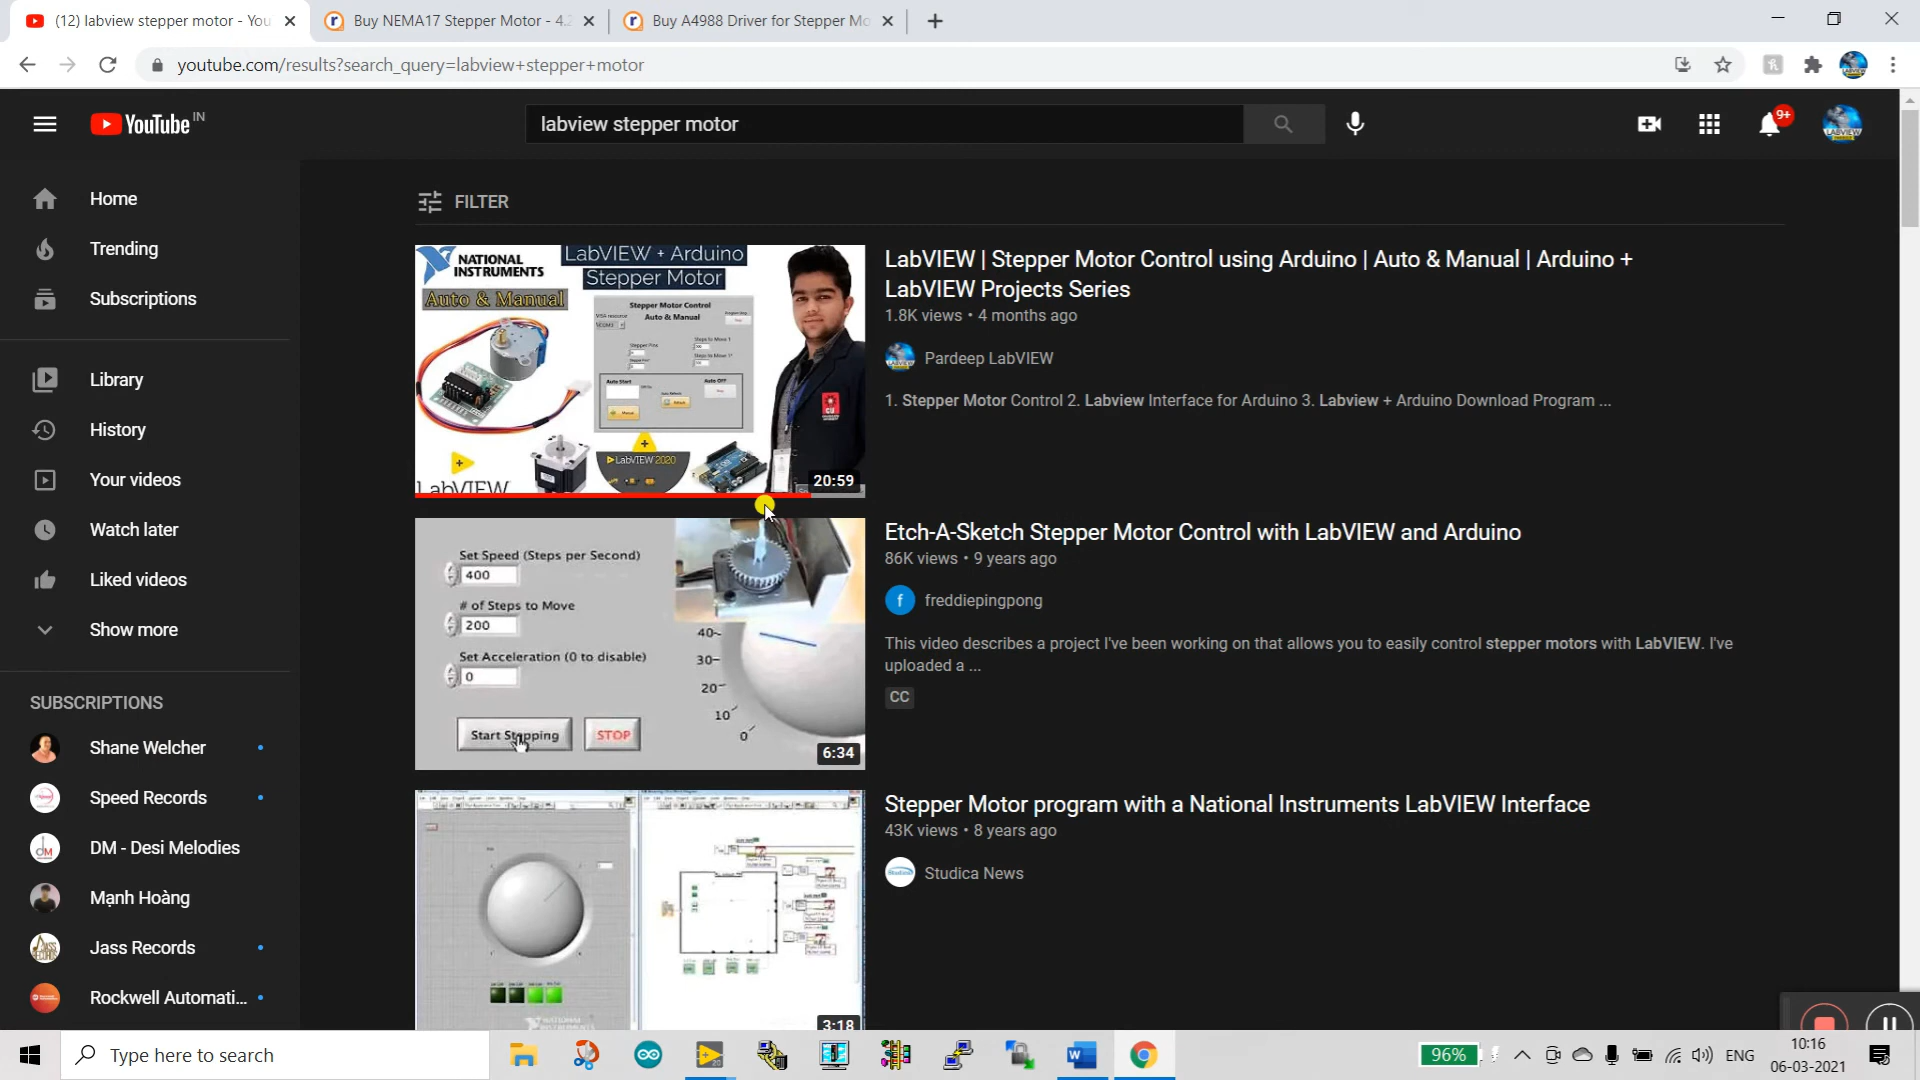 (12) labview stepper motor - You
Buy NEMA17 Stepper Motor - 4.2
Buy A4988 Driver for Stepper Mo
youtube.com/results?search_query=labview+stepper+motor
YouTube IN
labview stepper motor
9+
Home
Trending
Subscriptions
Library
History
Your videos
Watch later
Liked videos
Show more
SUBSCRIPTIONS
Shane Welcher
Speed Records
DM - Desi Melodies
Mạnh Hoàng
Jass Records
Rockwell Automati...
FILTER
NATIONAL INSTRUMENTS
LabVIEW + Arduino
Stepper Motor
Auto & Manual
Stepper Motor Control
Auto & Manual
LabVIEW 2020
LabVIEW
20:59
LabVIEW | Stepper Motor Control using Arduino | Auto & Manual | Arduino +
LabVIEW Projects Series
1.8K views • 4 months ago
Pardeep LabVIEW
1. Stepper Motor Control 2. Labview Interface for Arduino 3. Labview + Arduino Download Program ...
Set Speed (Steps per Second)
400
# of Steps to Move
200
Set Acceleration (0 to disable)
0
Start Stepping
STOP
40
30
20
10
0
6:34
Etch-A-Sketch Stepper Motor Control with LabVIEW and Arduino
86K views • 9 years ago
freddiepingpong
This video describes a project I've been working on that allows you to easily control stepper motors with LabVIEW. I've
uploaded a ...
CC
3:18
Stepper Motor program with a National Instruments LabVIEW Interface
43K views • 8 years ago
Studica News
Type here to search
96%
ENG
10:16
06-03-2021